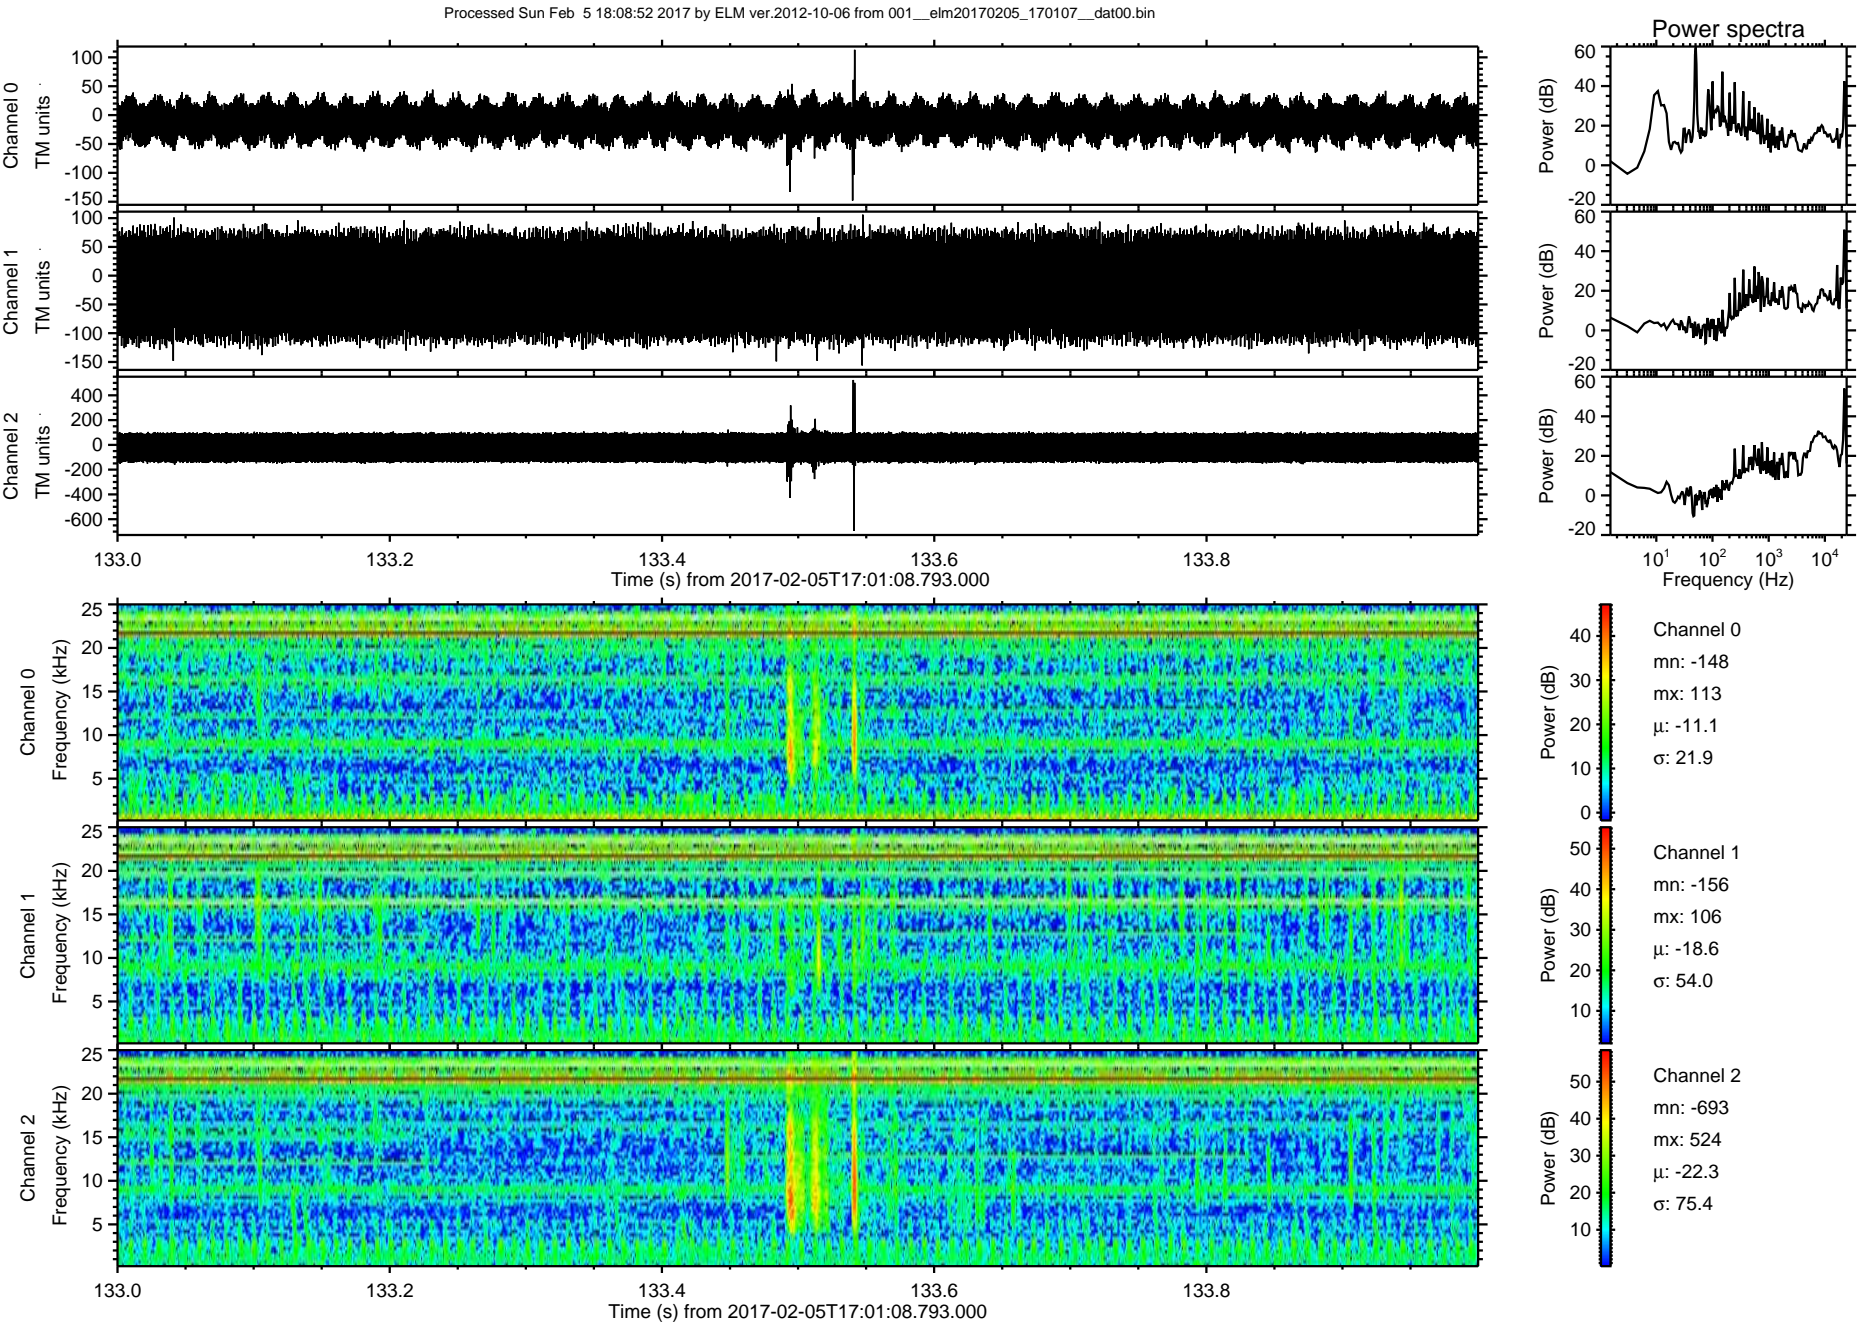 Processed Sun Feb  5 18:08:52 2017 by ELM ver.2012-10-06 from 001__elm20170205_170107__dat00.bin
Power spectra
Channel 0
TM units
100
50
0
-50
-100
-150
Power (dB)
60
40
20
0
-20
Channel 1
TM units
100
50
0
-50
-100
-150
Power (dB)
60
40
20
0
-20
Channel 2
TM units
400
200
0
-200
-400
-600
Power (dB)
60
40
20
0
-20
133.0 133.2 133.4 133.6 133.8
Time (s) from 2017-02-05T17:01:08.793.000
10¹ 10² 10³ 10⁴
Frequency (Hz)
Channel 0
Frequency (kHz)
25
20
15
10
5
Power (dB)
40
30
20
10
0
Channel 0
mn: -148
mx: 113
μ: -11.1
σ: 21.9
Channel 1
Frequency (kHz)
25
20
15
10
5
Power (dB)
50
40
30
20
10
Channel 1
mn: -156
mx: 106
μ: -18.6
σ: 54.0
Channel 2
Frequency (kHz)
25
20
15
10
5
Power (dB)
50
40
30
20
10
Channel 2
mn: -693
mx: 524
μ: -22.3
σ: 75.4
133.0 133.2 133.4 133.6 133.8
Time (s) from 2017-02-05T17:01:08.793.000